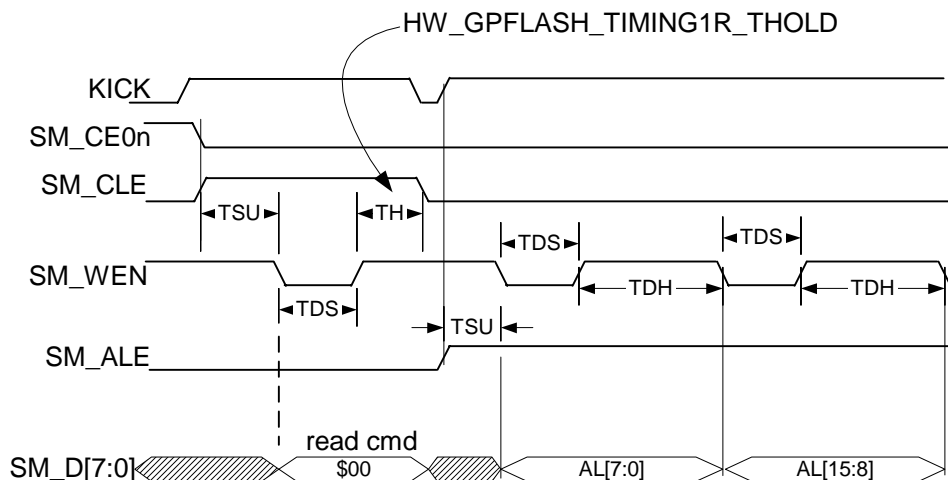 HW_GPFLASH_TIMING1R_THOLD
KICK
SM_CE0n
SM_CLE
TSU
TH
TDS
TDS
SM_WEN
TDS
TDH
TDH
TSU
SM_ALE
read cmd
SM_D[7:0]
$00
AL[7:0]
AL[15:8]